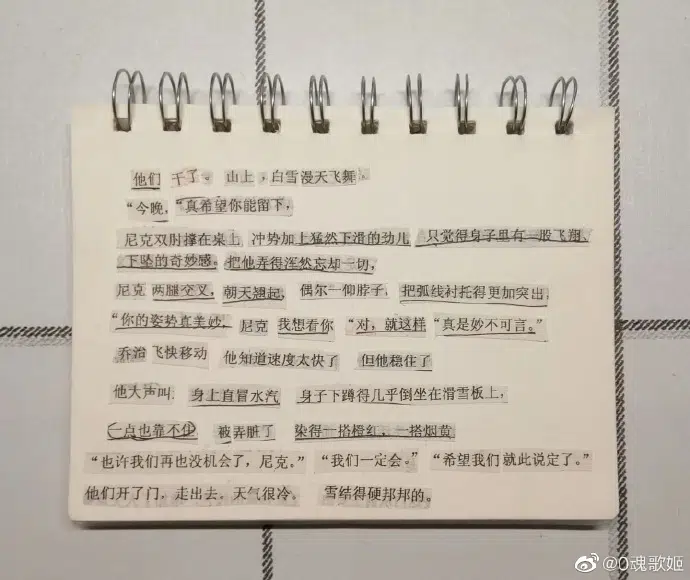 他们 干了。 山上，白雪漫天飞舞，
“今晚，”真希望你能留下，
尼克双肘撑在桌上 冲势加上猛然下滑的劲儿 只觉得身子里有一股飞翔、
下坠的奇妙感。把他弄得浑然忘却一切，
尼克 两腿交叉，朝天翘起， 偶尔一仰脖子， 把弧线衬托得更加突出，
“你的姿势真美妙， 尼克 我想看你 “对，就这样 “真是妙不可言。”
乔治 飞快移动 他知道速度太快了 但他稳住了
他大声叫， 身上直冒水汽 身子下蹲得几乎倒坐在滑雪板上，
一点也靠不住 被弄脏了 染得一搭橙红，一搭烟黄
“也许我们再也没机会了，尼克。” “我们一定会。” “希望我们 就此说定了。”
他们开了门，走出去。天气很冷。 雪结得硬邦邦的。
@0魂歌姬